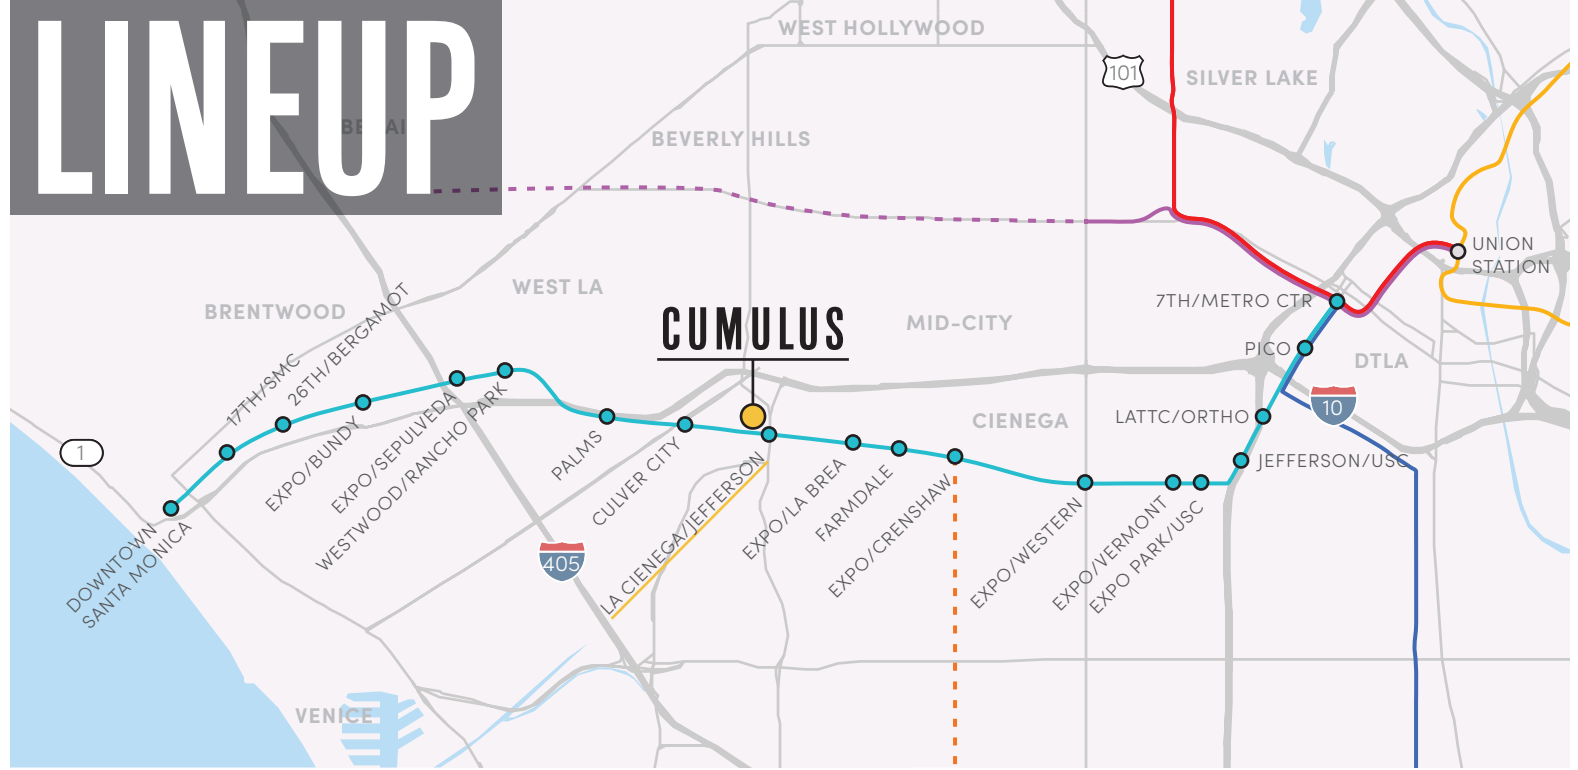 LINEUP
WEST HOLLYWOOD
101
SILVER LAKE
BEL AIR
BEVERLY HILLS
UNION
STATION
WEST LA
BRENTWOOD
CUMULUS
MID-CITY
7TH/METRO CTR
PICO
DTLA
17TH/SMC
26TH/BERGAMOT
EXPO/BUNDY
EXPO/SEPULVEDA
WESTWOOD/RANCHO PARK
PALMS
CULVER CITY
LA CIENEGA/JEFFERSON
EXPO/LA BREA
FARMDALE
EXPO/CRENSHAW
CIENEGA
LATTC/ORTHO
10
JEFFERSON/USC
1
DOWNTOWN
SANTA MONICA
405
EXPO/WESTERN
EXPO/VERMONT
EXPO PARK/USC
VENICE